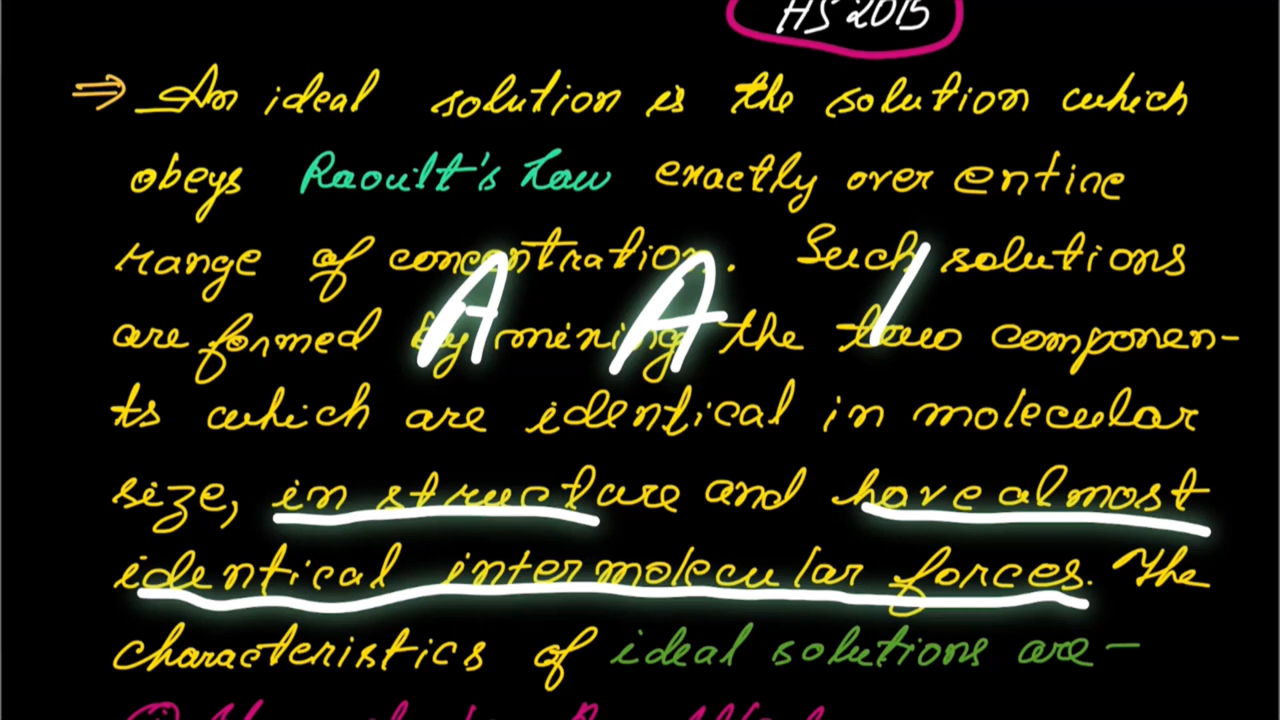 HS 2015
⇒ An ideal solution is the solution which
obeys Raoult's Law exactly over entire
range of concentration. Such solutions
A A
are formed by mixing the two componen-
ts which are identical in molecular
size, in structure and have almost
identical intermolecular forces. The
characteristics of ideal solutions are-